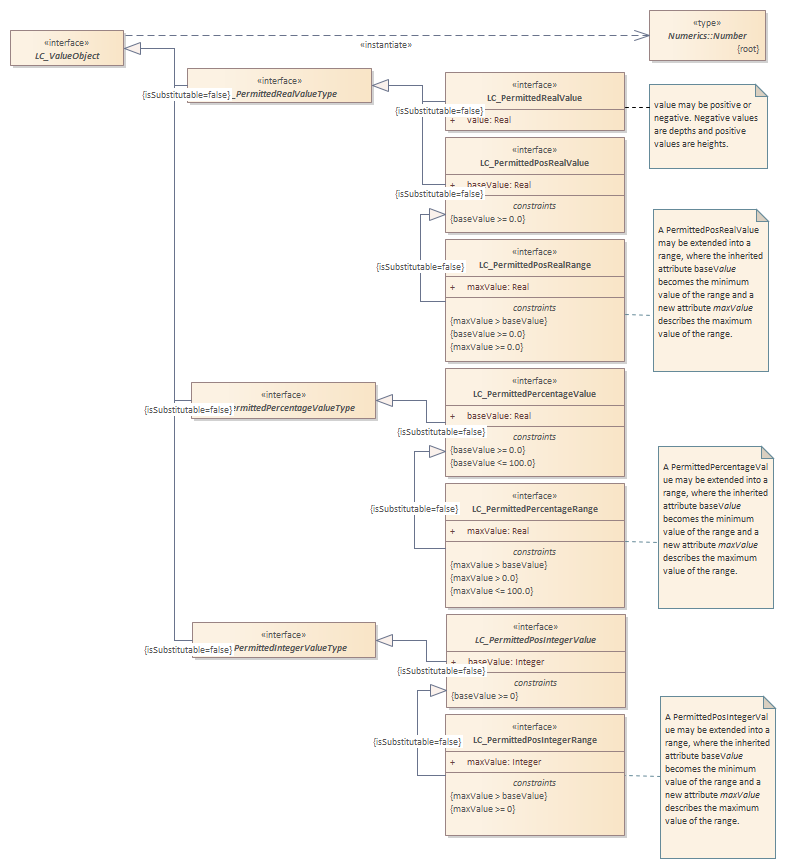 «interface»
LC_ValueObject
«instantiate»
«type»
Numerics::Number
{root}
«interface»
_PermittedRealValueType
{isSubstitutable=false}
«interface»
LC_PermittedRealValue
+ value: Real
{isSubstitutable=false}
value may be positive or
negative. Negative values
are depths and positive
values are heights.
«interface»
LC_PermittedPosRealValue
+ baseValue: Real
{isSubstitutable=false}
constraints
{baseValue >= 0.0}
«interface»
LC_PermittedPosRealRange
{isSubstitutable=false}
+ maxValue: Real
constraints
{maxValue > baseValue}
{baseValue >= 0.0}
{maxValue >= 0.0}
A PermittedPosRealValue
may be extended into a
range, where the inherited
attribute baseValue
becomes the minimum
value of the range and a
new attribute maxValue
describes the maximum
value of the range.
«interface»
ermittedPercentageValueType
{isSubstitutable=false}
«interface»
LC_PermittedPercentageValue
+ baseValue: Real
{isSubstitutable=false}
constraints
{baseValue >= 0.0}
{baseValue <= 100.0}
«interface»
LC_PermittedPercentageRange
{isSubstitutable=false}
+ maxValue: Real
constraints
{maxValue > baseValue}
{maxValue > 0.0}
{maxValue <= 100.0}
A PermittedPercentageVal
ue may be extended into a
range, where the inherited
attribute baseValue
becomes the minimum
value of the range and a
new attribute maxValue
describes the maximum
value of the range.
«interface»
PermittedIntegerValueType
{isSubstitutable=false}
«interface»
LC_PermittedPosIntegerValue
+ baseValue: Integer
{isSubstitutable=false}
constraints
{baseValue >= 0}
«interface»
LC_PermittedPosIntegerRange
{isSubstitutable=false}
+ maxValue: Integer
constraints
{maxValue > baseValue}
{maxValue >= 0}
A PermittedPosIntegerVal
ue may be extended into a
range, where the inherited
attribute baseValue
becomes the minimum
value of the range and a
new attribute maxValue
describes the maximum
value of the range.